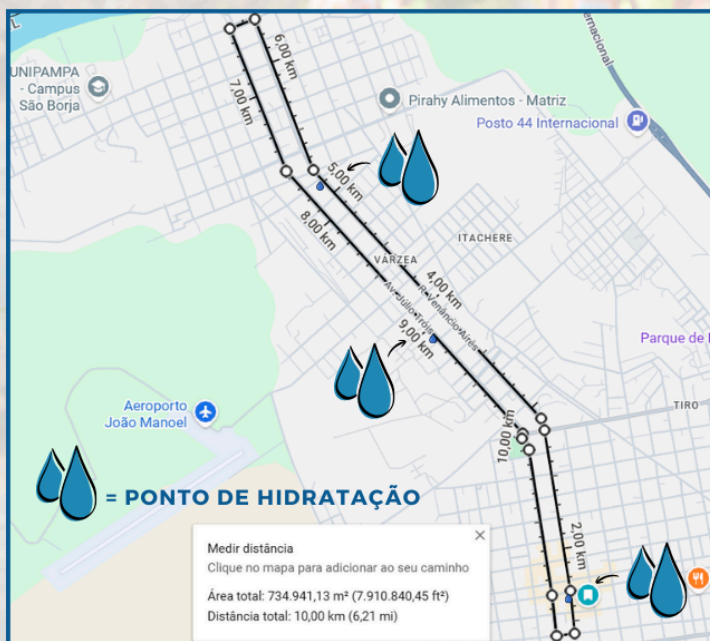 6,00 km
UNIPAMPA
- Campus
São Borja
7,00 km
Pirahy Alimentos - Matriz
Posto 44 Internacional
5,00 km
8,00 km
ITACHERE
VÁRZEA
4,00 km
R. Venâncio Aires
Av. Júlio Tróis
9,00 km
Parque de
Aeroporto
João Manoel
TIRO
10,00 km
= PONTO DE HIDRATAÇÃO
2,00 km
Medir distância
Clique no mapa para adicionar ao seu caminho
Área total: 734.941,13 m² (7.910.840,45 ft²)
Distância total: 10,00 km (6,21 mi)